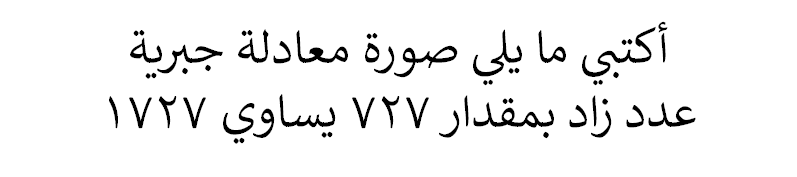 أكتبي ما يلي صورة معادلة جبرية
عدد زاد بمقدار ٧٢٧ يساوي ١٧٢٧